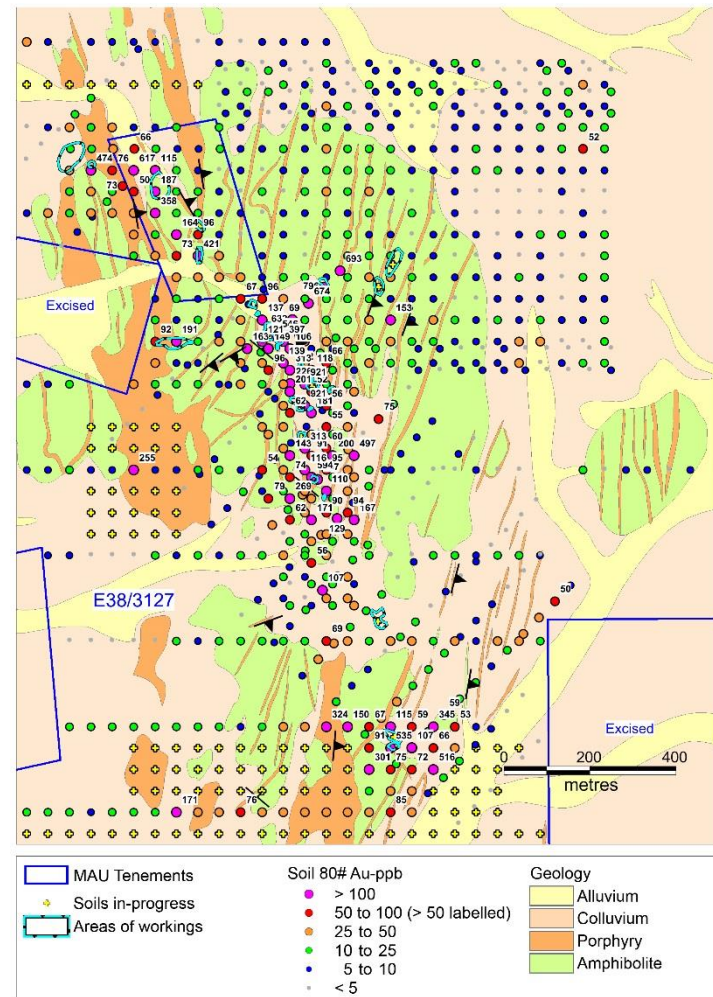 66
52
474 76 617 115
73 50 187
358
164 96
73 421
693
Excised
67 96 79
674
137 69
153
121 397
92 191
163 149 106
139 66
96 313 118
201 52
921 56
62 181
55
75
313 60
143 91 200 497
255
54 116 95
74
110
79 269
90 94
62 171 167
129
56
107
E38/3127
50
69
59
324 150 67 115 59 345 53
91 535 107 66
Excised
301 75 72 516
0 200 400
metres
171 76 85
MAU Tenements
Soils in-progress
Areas of workings
Soil 80# Au-ppb
> 100
50 to 100 (> 50 labelled)
25 to 50
10 to 25
5 to 10
< 5
Geology
Alluvium
Colluvium
Porphyry
Amphibolite